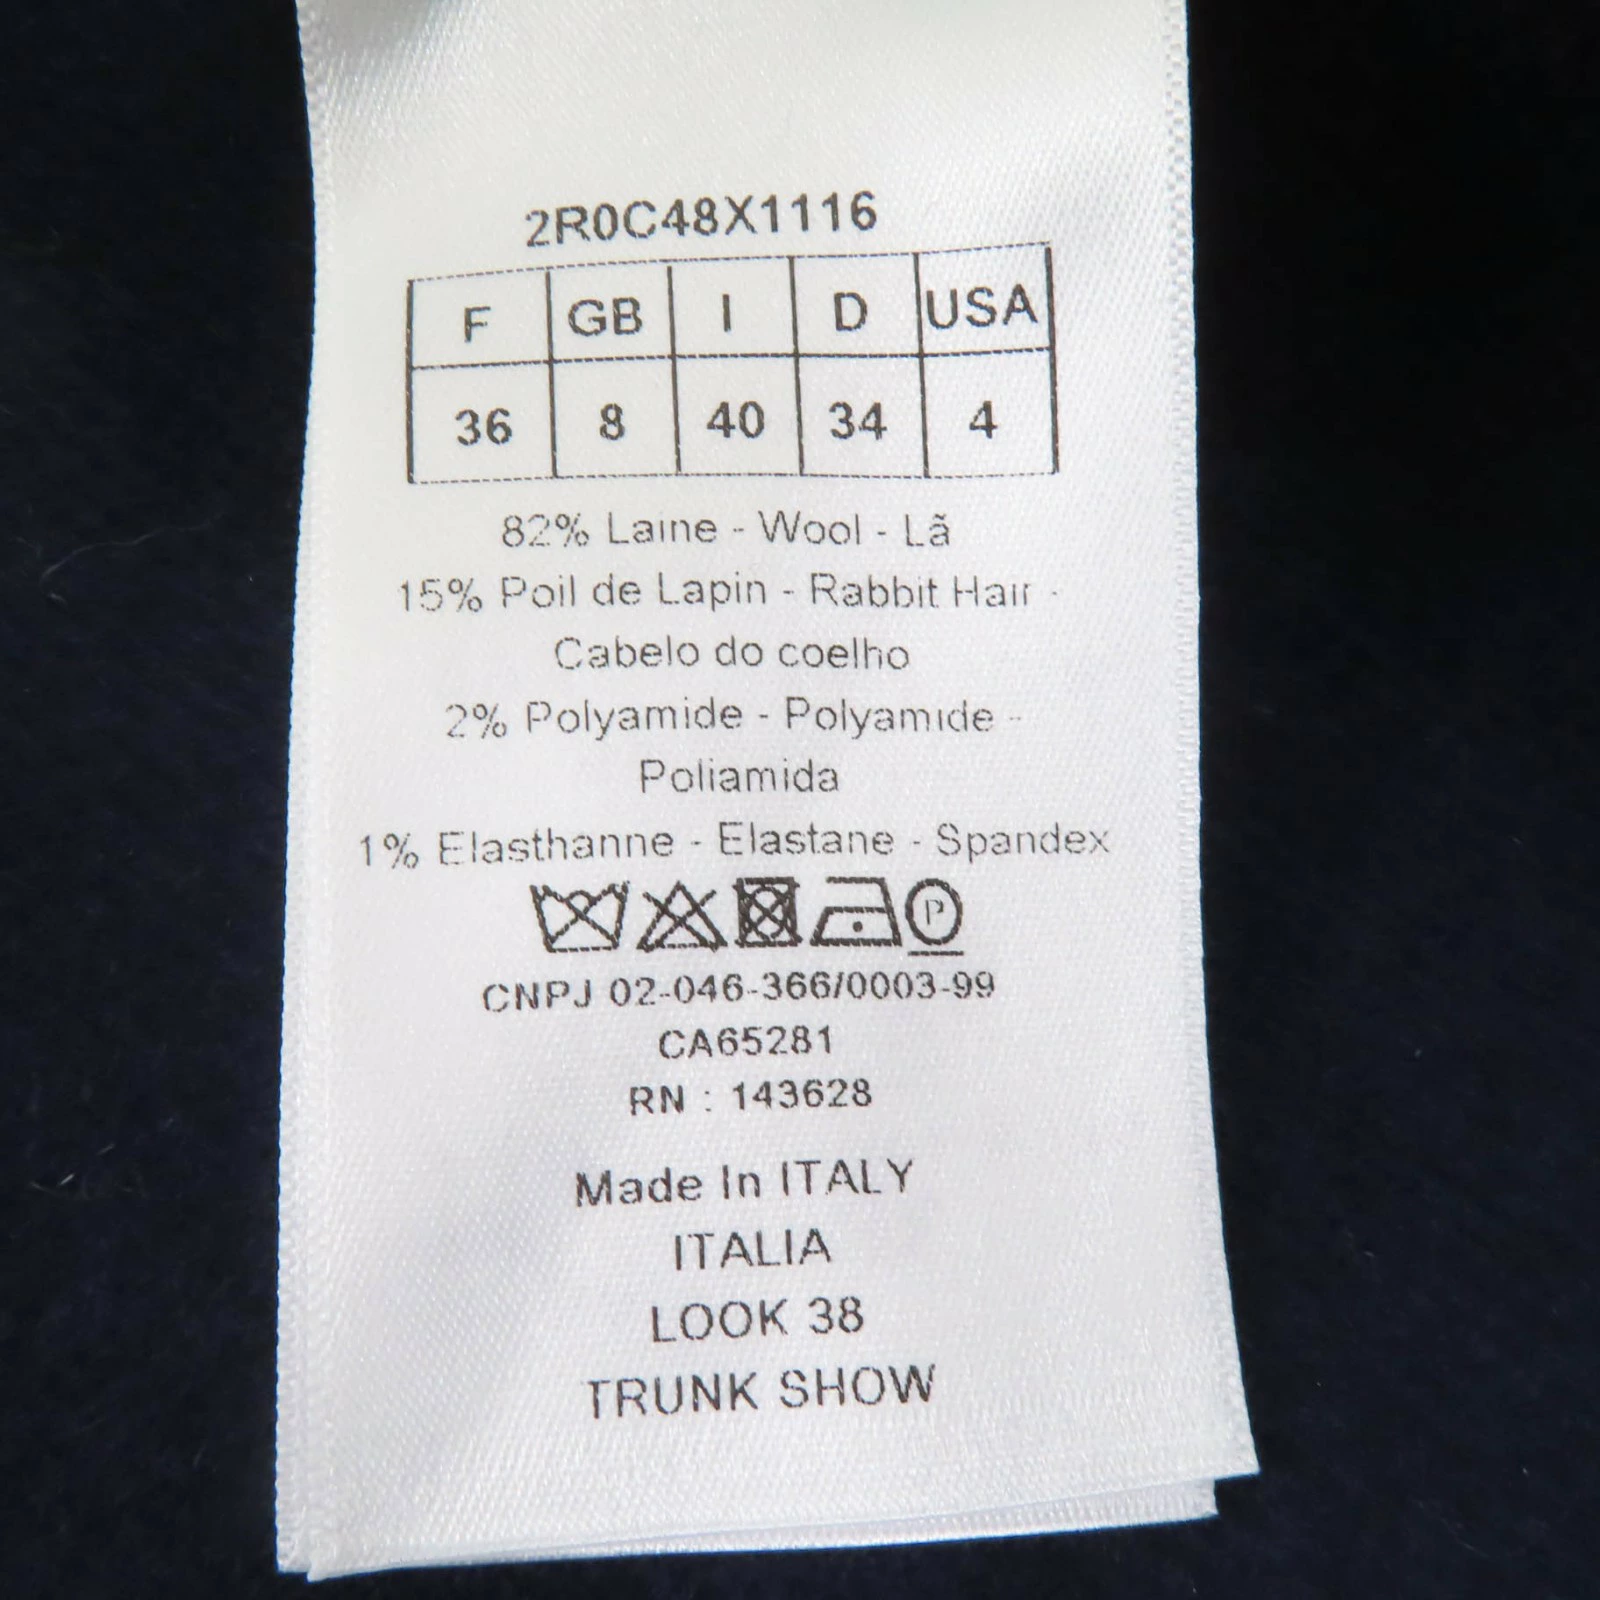 2R0C48X1116
F GB I D USA
36 8 40 34 4
82% Laine - Wool - Lã
15% Poil de Lapin - Rabbit Hair -
Cabelo do coelho
2% Polyamide - Polyamide -
Poliamida
1% Elasthanne - Elastane - Spandex
P
CNPJ 02-046-366/0003-99
CA65281
RN : 143628
Made In ITALY
ITALIA
LOOK 38
TRUNK SHOW